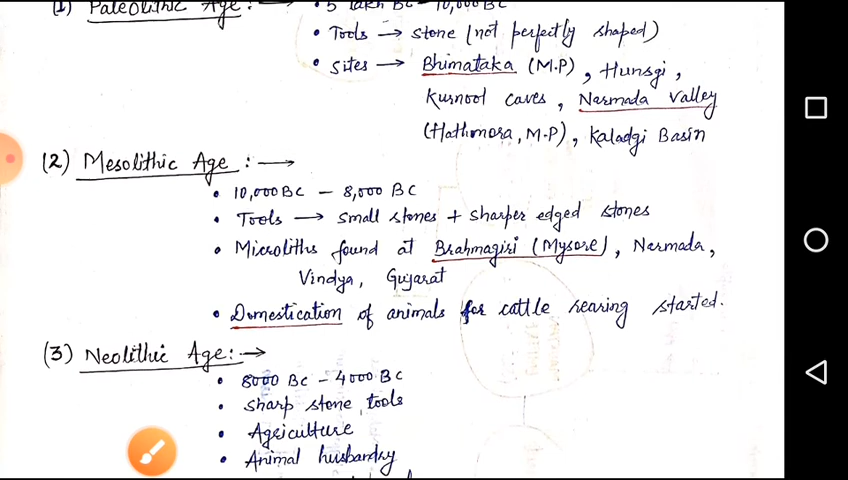 (1) Paleolithic Age : → • 5 lakh BC - 10,000 BC
• Tools → stone (not perfectly shaped)
• Sites → Bhimataka (M.P), Hunsgi,
Kurnool caves, Narmada Valley
(Hathmora, M.P), Kaladgi Basin
(2) Mesolithic Age : →
• 10,000 BC - 8,000 BC
• Tools → small stones + sharper edged stones
• Microliths found at Brahmagiri (Mysore), Narmada,
Vindya, Gujarat
• Domestication of animals for cattle rearing started.
(3) Neolithic Age: →
• 8000 BC - 4000 BC
• sharp stone tools
• Agriculture
• Animal husbandry